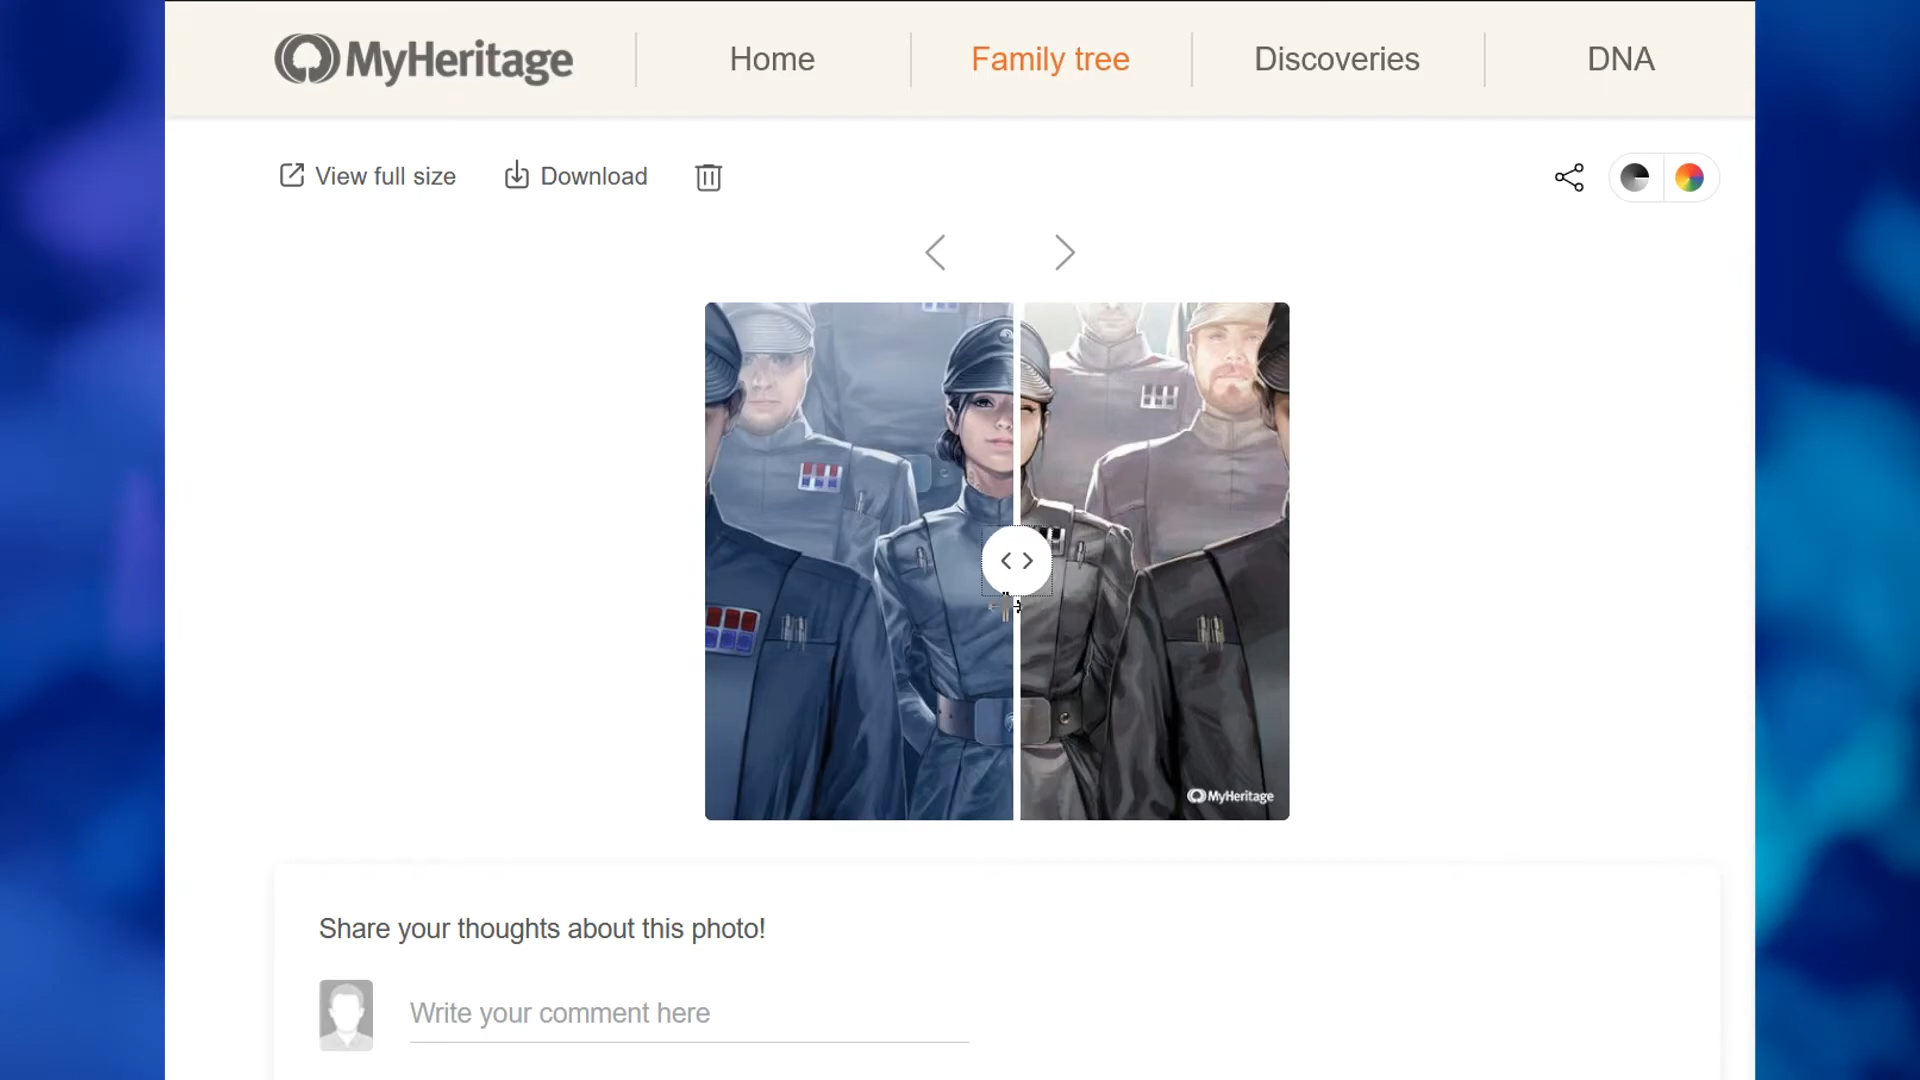 MyHeritage
Home
Family tree
Discoveries
DNA
View full size
Download
MyHeritage
Share your thoughts about this photo!
Write your comment here